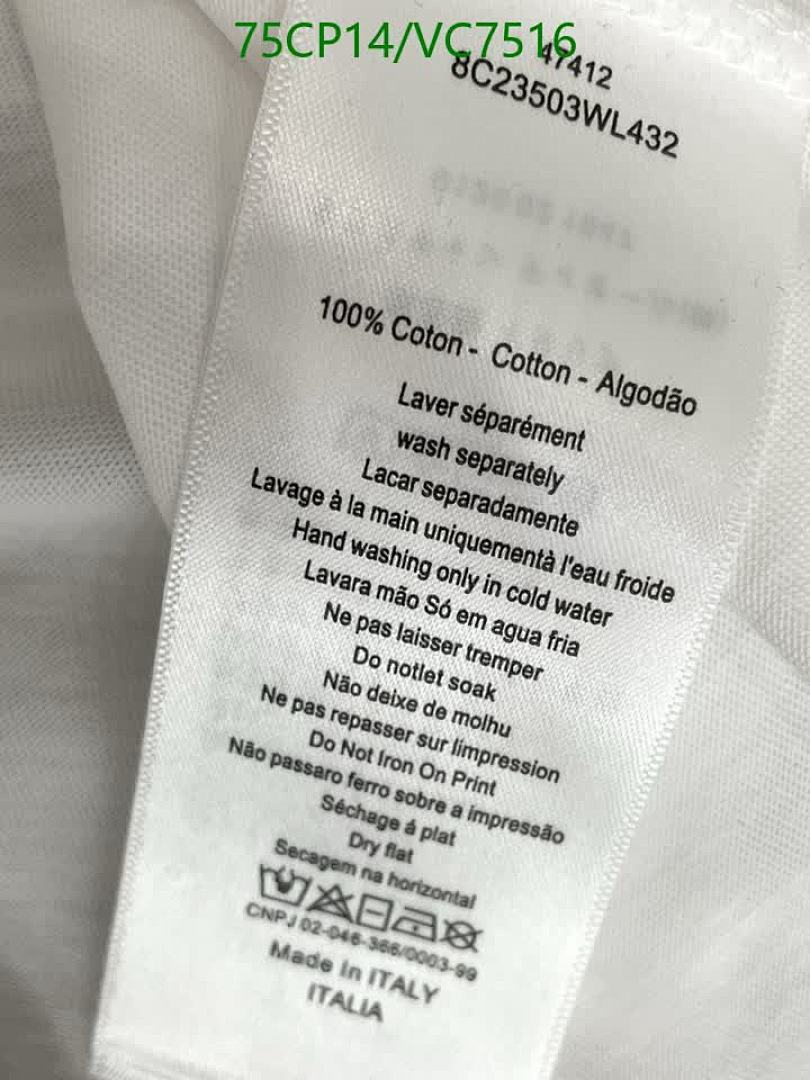 75CP14/VC7516
47412
8C23503WL432
100% Coton - Cotton - Algodão
Laver séparément
wash separately
Lacar separadamente
Lavage à la main uniquementà l'eau froide
Hand washing only in cold water
Lavara mão Só em agua fria
Ne pas laisser tremper
Do notlet soak
Não deixe de molhu
Ne pas repasser sur limpression
Do Not Iron On Print
Não passaro ferro sobre a impressão
Séchage á plat
Dry flat
Secagem na horizontal
CNPJ 02-046-366/0003-99
Made in ITALY
ITALIA